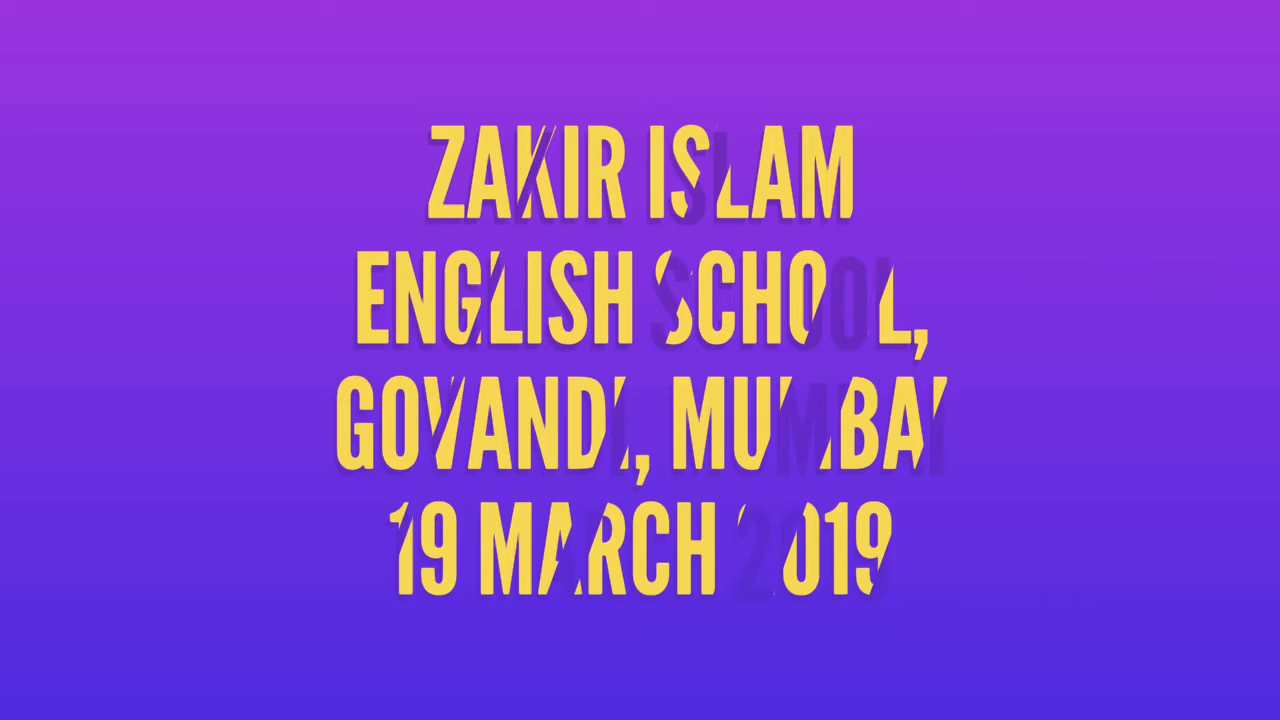 ZAKIR ISLAM
ENGLISH SCHOOL,
GOVANDI, MUMBAI
19 MARCH 2019